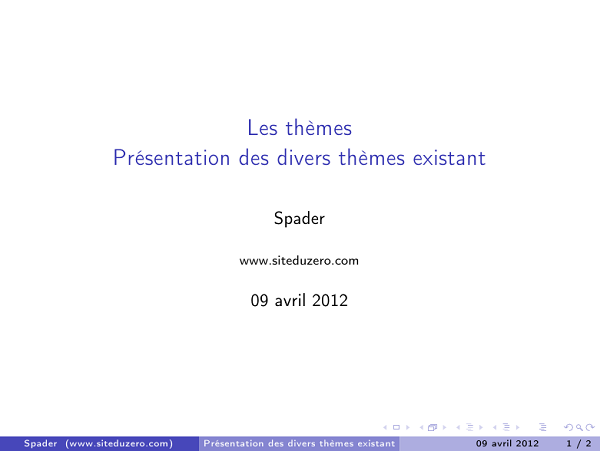 Les thèmes
Présentation des divers thèmes existant
Spader
www.siteduzero.com
09 avril 2012
Spader (www.siteduzero.com) Présentation des divers thèmes existant 09 avril 2012 1 / 2